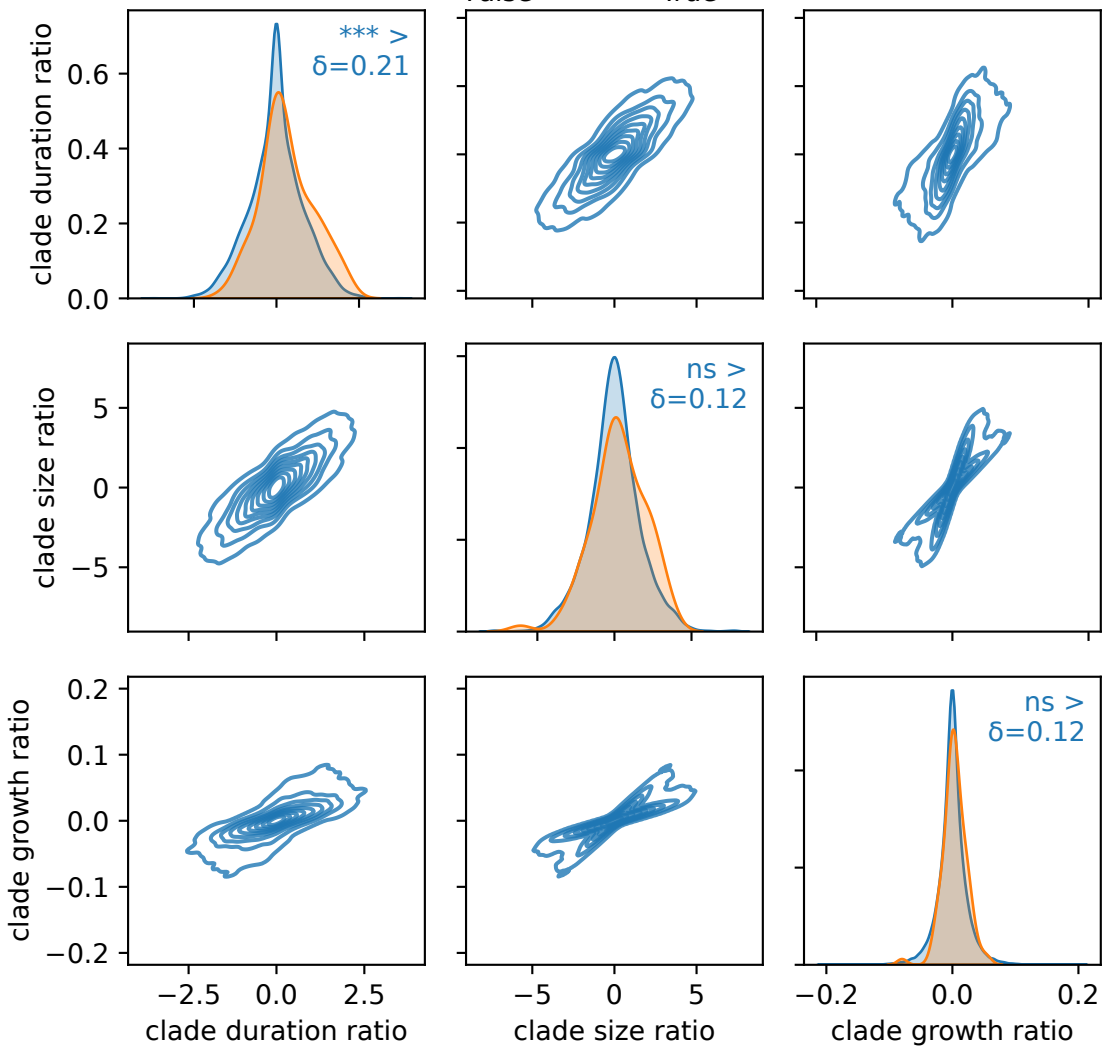 clade duration ratio
0.6
0.4
0.2
0.0
*** >
δ=0.21
clade size ratio
5
0
−5
ns >
δ=0.12
clade growth ratio
0.2
0.1
0.0
−0.1
−0.2
ns >
δ=0.12
−2.5 0.0 2.5
clade duration ratio
−5 0 5
clade size ratio
−0.2 0.0 0.2
clade growth ratio